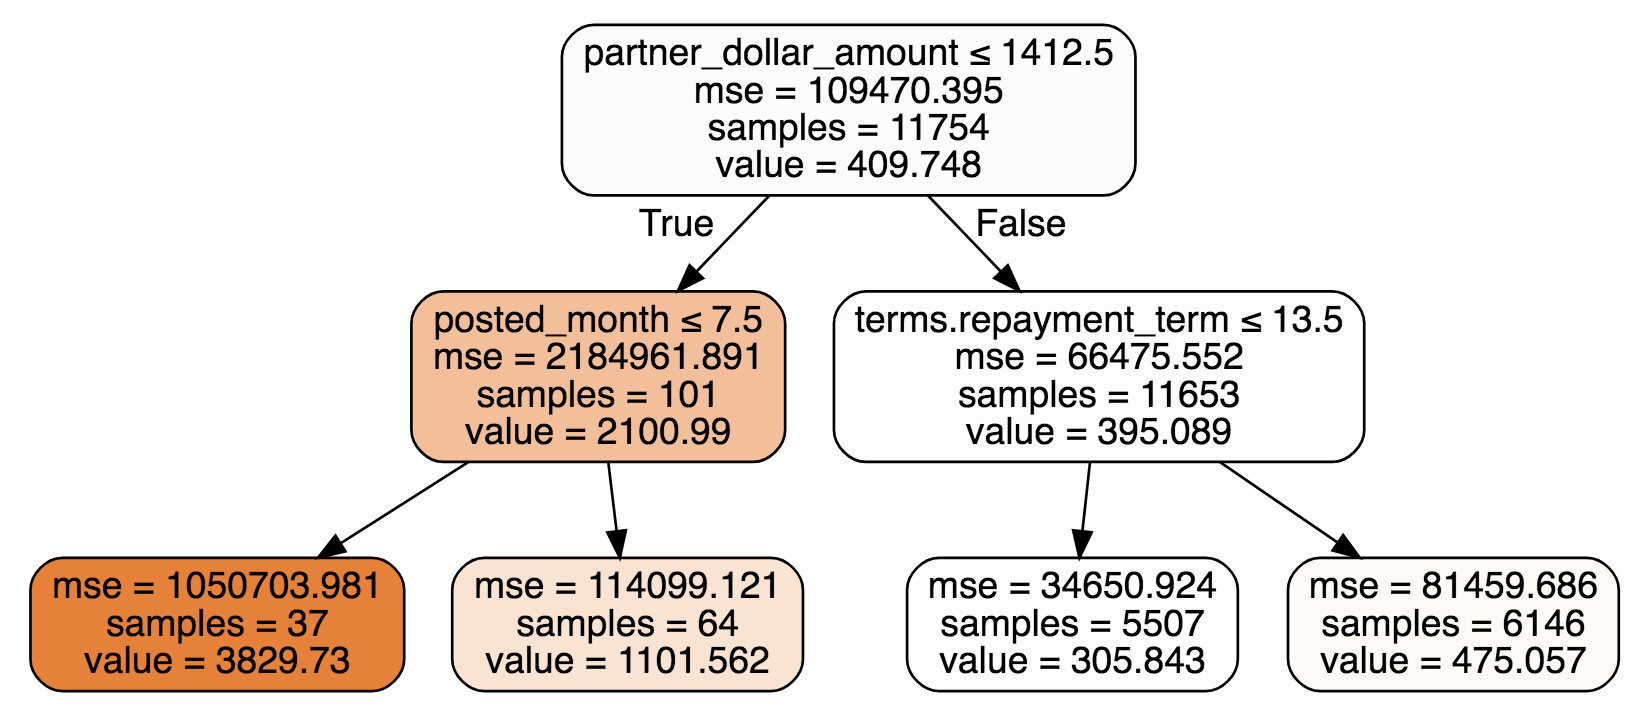 partner_dollar_amount ≤ 1412.5
mse = 109470.395
samples = 11754
value = 409.748
True
False
posted_month ≤ 7.5
mse = 2184961.891
samples = 101
value = 2100.99
terms.repayment_term ≤ 13.5
mse = 66475.552
samples = 11653
value = 395.089
mse = 1050703.981
samples = 37
value = 3829.73
mse = 114099.121
samples = 64
value = 1101.562
mse = 34650.924
samples = 5507
value = 305.843
mse = 81459.686
samples = 6146
value = 475.057